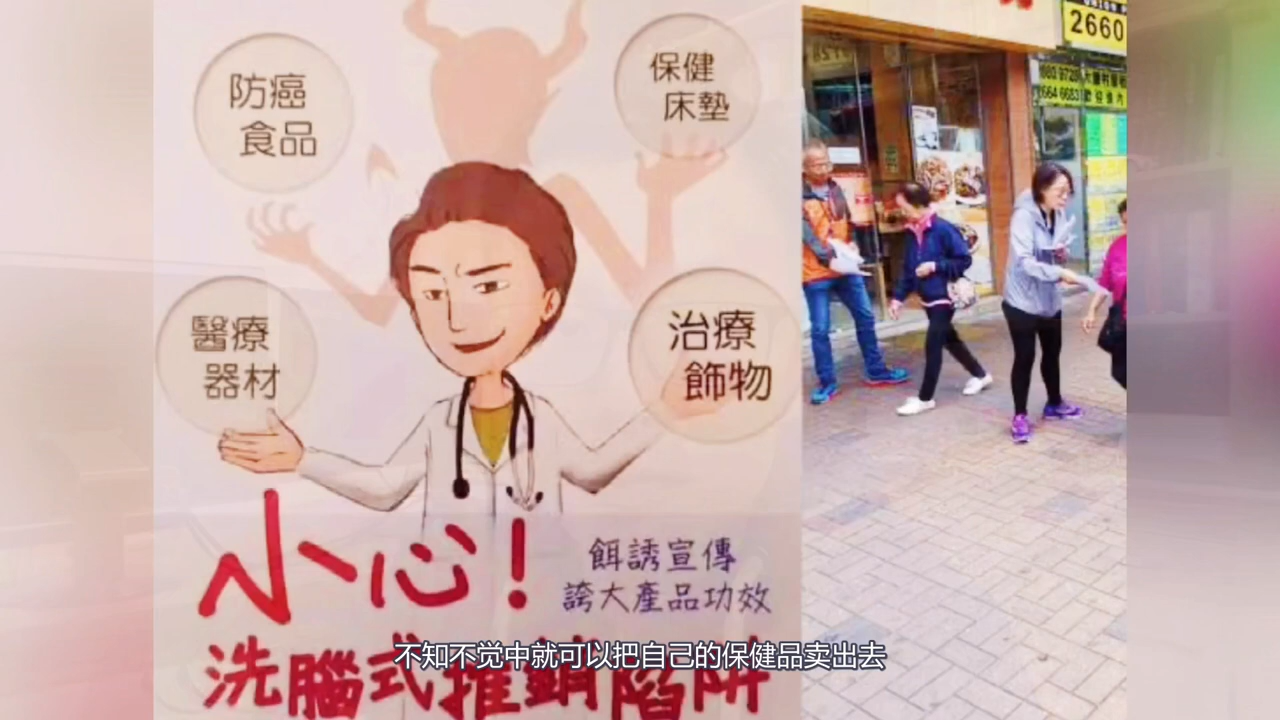 防癌
食品
保健
床墊
醫療
器材
治療
飾物
小心！
餌誘宣傳
誇大產品功效
洗腦式推銷陷阱
不知不觉中就可以把自己的保健品卖出去
2660